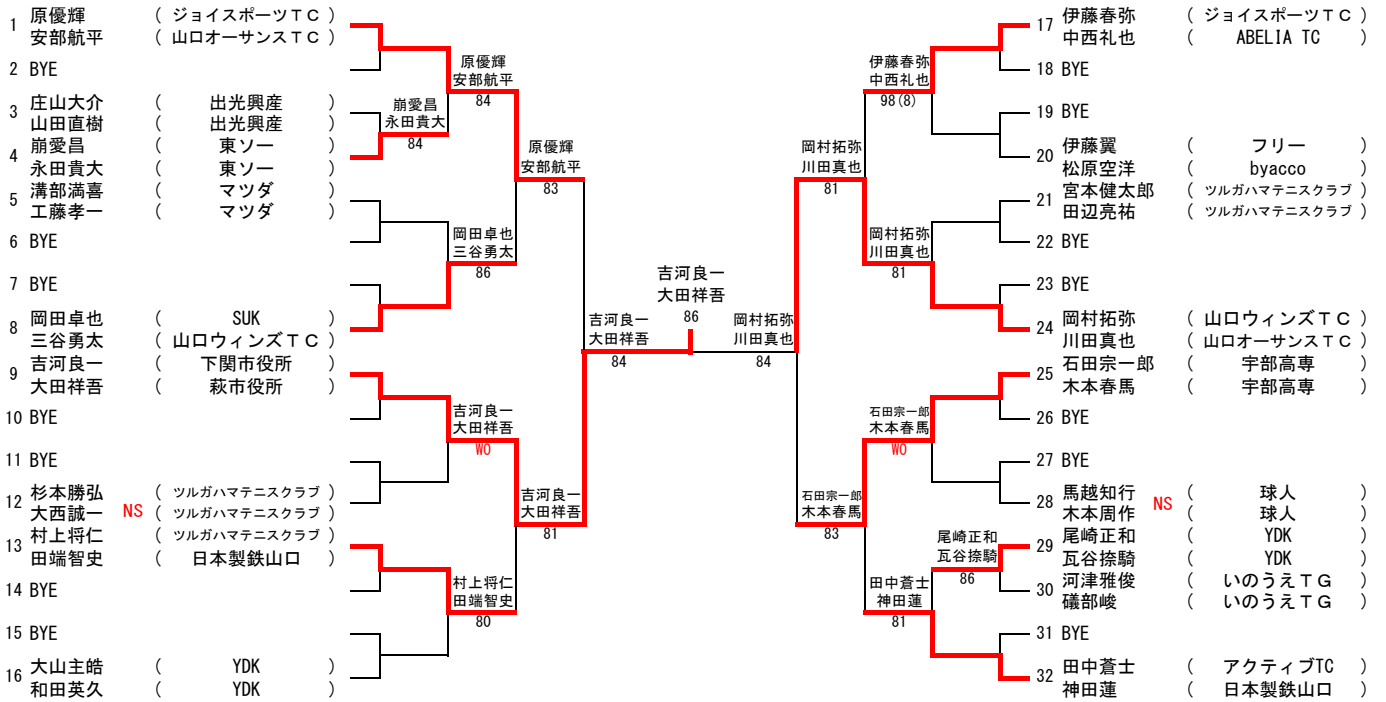 1 原優輝 ( ジョイスポーツＴＣ )
安部航平 ( 山口オーサンスＴＣ )
2 BYE
3 庄山大介 ( 出光興産 )
山田直樹 ( 出光興産 )
4 崩愛昌 ( 東ソー )
永田貴大 ( 東ソー )
5 溝部満喜 ( マツダ )
工藤孝一 ( マツダ )
6 BYE
7 BYE
8 岡田卓也 ( SUK )
三谷勇太 ( 山口ウィンズＴＣ )
9 吉河良一 ( 下関市役所 )
大田祥吾 ( 萩市役所 )
10 BYE
11 BYE
12 杉本勝弘 ( ツルガハマテニスクラブ )
大西誠一 ( ツルガハマテニスクラブ )
NS
13 村上将仁 ( ツルガハマテニスクラブ )
田端智史 ( 日本製鉄山口 )
14 BYE
15 BYE
16 大山主皓 ( YDK )
和田英久 ( YDK )
崩愛昌
永田貴大
84
原優輝
安部航平
84
岡田卓也
三谷勇太
86
吉河良一
大田祥吾
WO
村上将仁
田端智史
80
原優輝
安部航平
83
吉河良一
大田祥吾
81
吉河良一
大田祥吾
84
吉河良一
大田祥吾
86
岡村拓弥
川田真也
84
岡村拓弥
川田真也
81
石田宗一郎
木本春馬
83
伊藤春弥
中西礼也
98(8)
岡村拓弥
川田真也
81
石田宗一郎
木本春馬
WO
田中蒼士
神田蓮
81
尾崎正和
瓦谷捺騎
86
17 伊藤春弥 ( ジョイスポーツＴＣ )
中西礼也 ( ABELIA TC )
18 BYE
19 BYE
20 伊藤翼 ( フリー )
松原空洋 ( byacco )
21 宮本健太郎 ( ツルガハマテニスクラブ )
田辺亮祐 ( ツルガハマテニスクラブ )
22 BYE
23 BYE
24 岡村拓弥 ( 山口ウィンズＴＣ )
川田真也 ( 山口オーサンスＴＣ )
25 石田宗一郎 ( 宇部高専 )
木本春馬 ( 宇部高専 )
26 BYE
27 BYE
28 馬越知行 ( 球人 )
木本周作 ( 球人 )
NS
29 尾崎正和 ( YDK )
瓦谷捺騎 ( YDK )
30 河津雅俊 ( いのうえＴＧ )
礒部峻 ( いのうえＴＧ )
31 BYE
32 田中蒼士 ( アクティブTC )
神田蓮 ( 日本製鉄山口 )